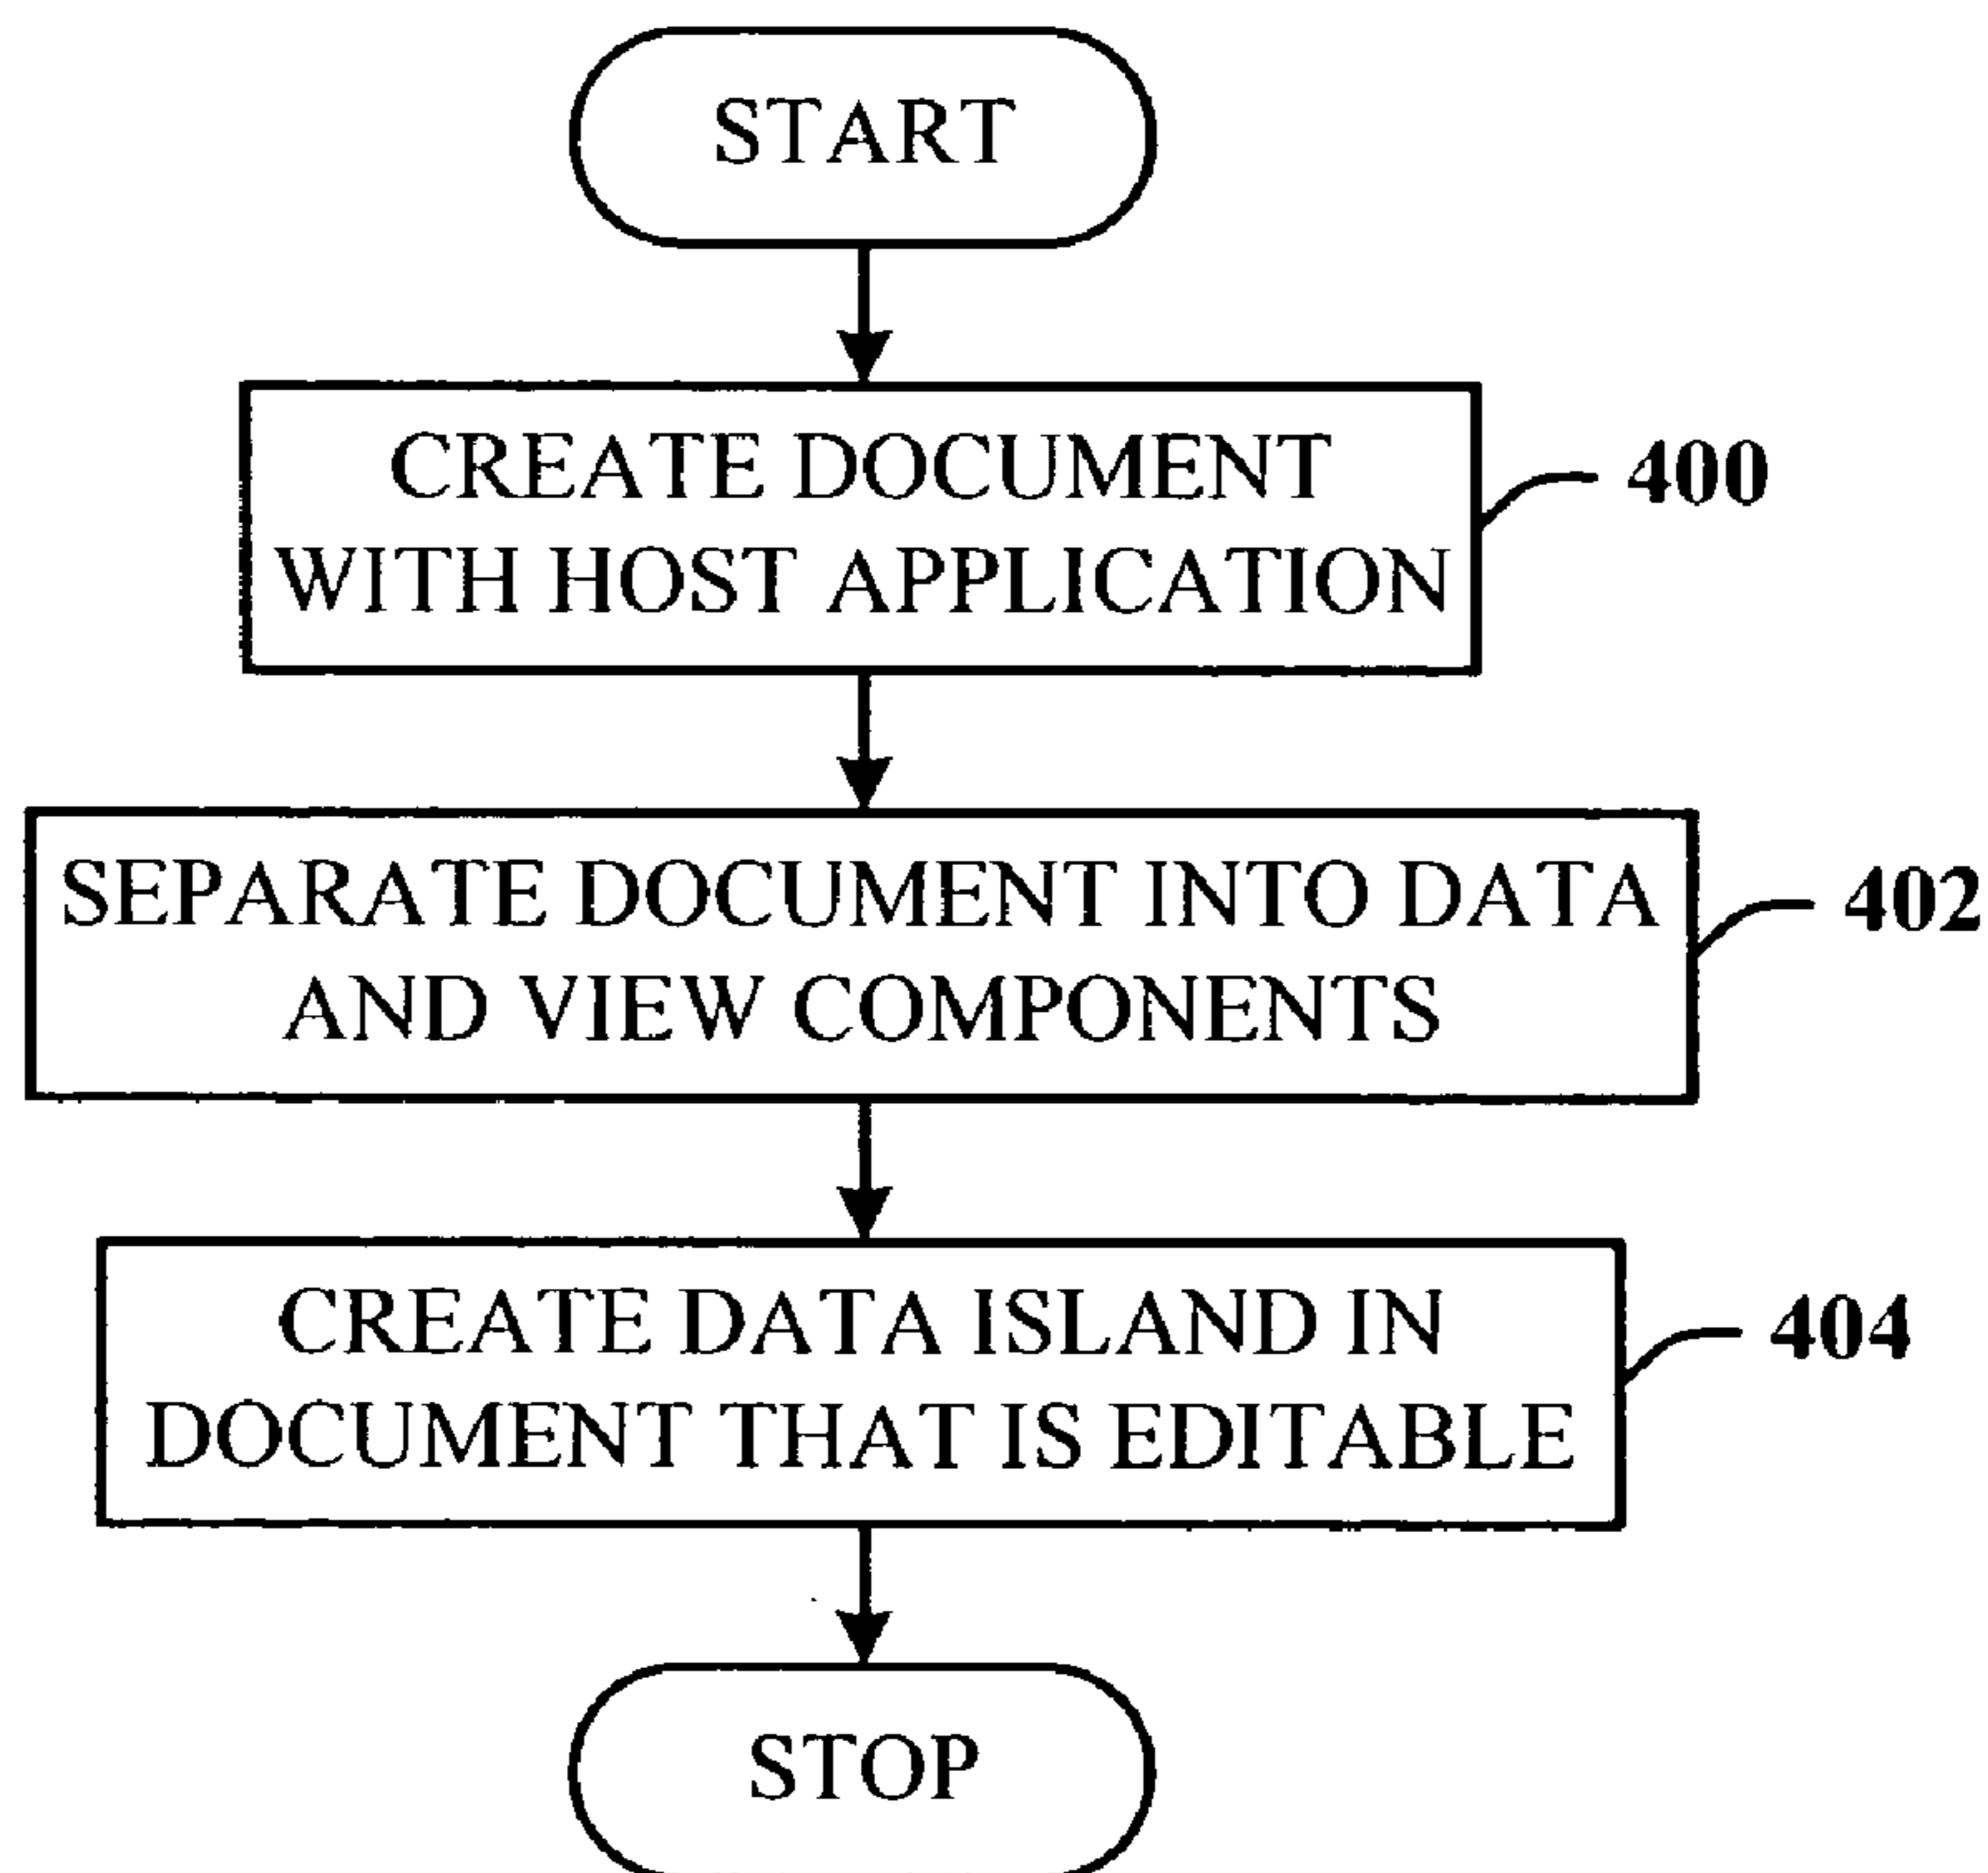 START
CREATE DOCUMENT
WITH HOST APPLICATION
400
SEPARATE DOCUMENT INTO DATA
AND VIEW COMPONENTS
402
CREATE DATA ISLAND IN
DOCUMENT THAT IS EDITABLE
404
STOP